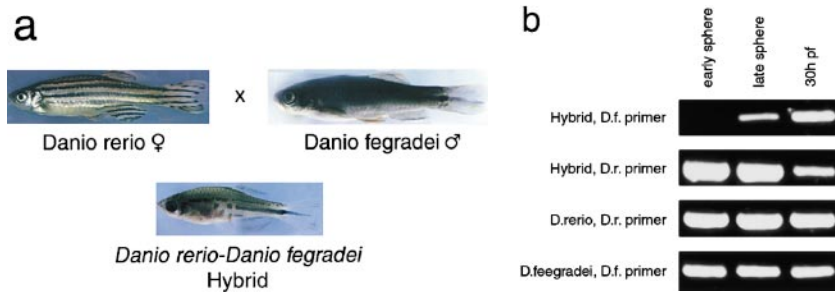 a
Danio rerio ♀
x
Danio fegradei ♂
Danio rerio-Danio fegradei
Hybrid
b
early sphere
late sphere
30h pf
Hybrid, D.f. primer
Hybrid, D.r. primer
D.rerio, D.r. primer
D.feegradei, D.f. primer